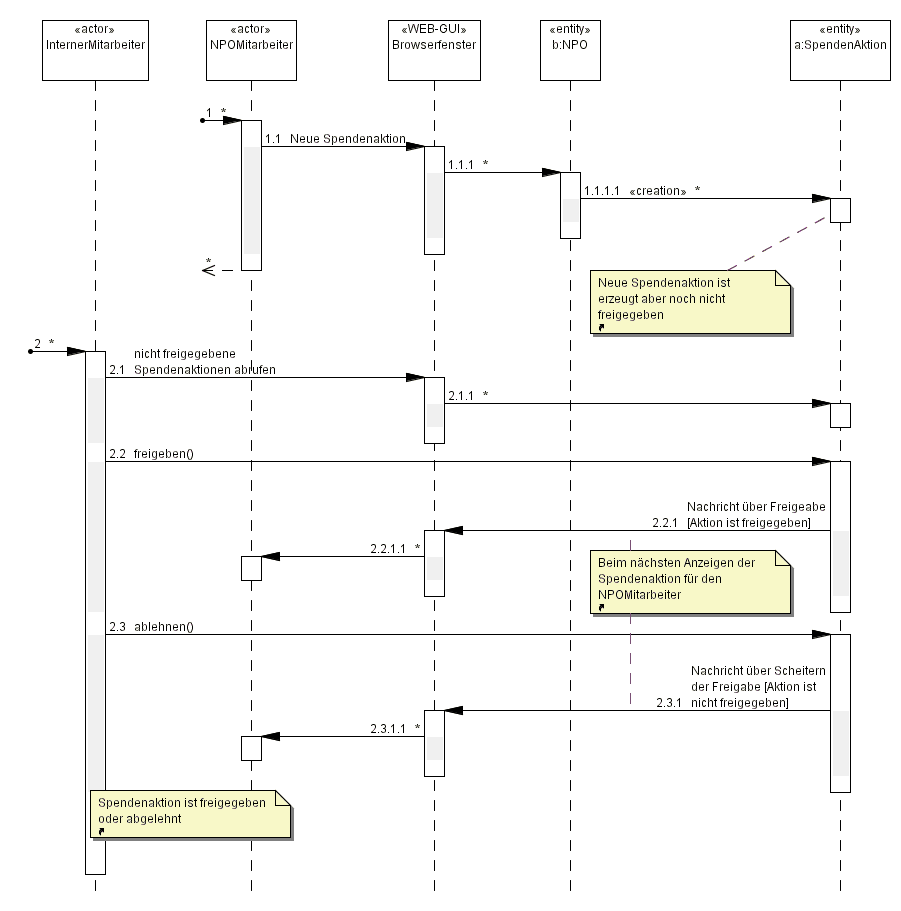 «actor»
InternerMitarbeiter
«actor»
NPOMitarbeiter
«WEB-GUI»
Browserfenster
«entity»
b:NPO
«entity»
a:SpendenAktion
1 *
1.1 Neue Spendenaktion
1.1.1 *
1.1.1.1 «creation» *
*
Neue Spendenaktion ist
erzeugt aber noch nicht
freigegeben
2 *
nicht freigegebene
2.1 Spendenaktionen abrufen
2.1.1 *
2.2 freigeben()
Nachricht über Freigeabe
2.2.1 [Aktion ist freigegeben]
2.2.1.1 *
Beim nächsten Anzeigen der
Spendenaktion für den
NPOMitarbeiter
2.3 ablehnen()
Nachricht über Scheitern
der Freigabe [Aktion ist
2.3.1 nicht freigegeben]
2.3.1.1 *
Spendenaktion ist freigegeben
oder abgelehnt